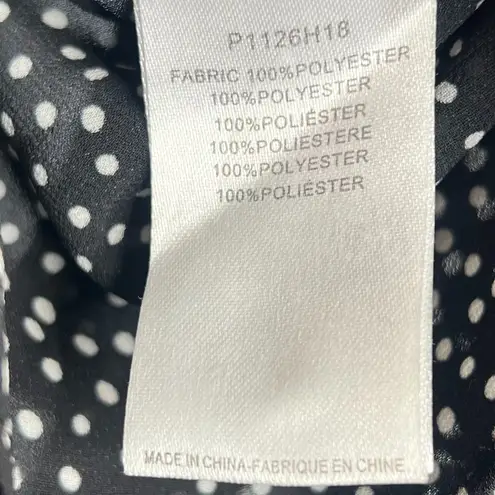 P1126H18
FABRIC 100%POLYESTER
100%POLYESTER
100%POLIÉSTER
100%POLIESTERE
100%POLYESTER
100%POLIÉSTER
MADE IN CHINA-FABRIQUE EN CHINE